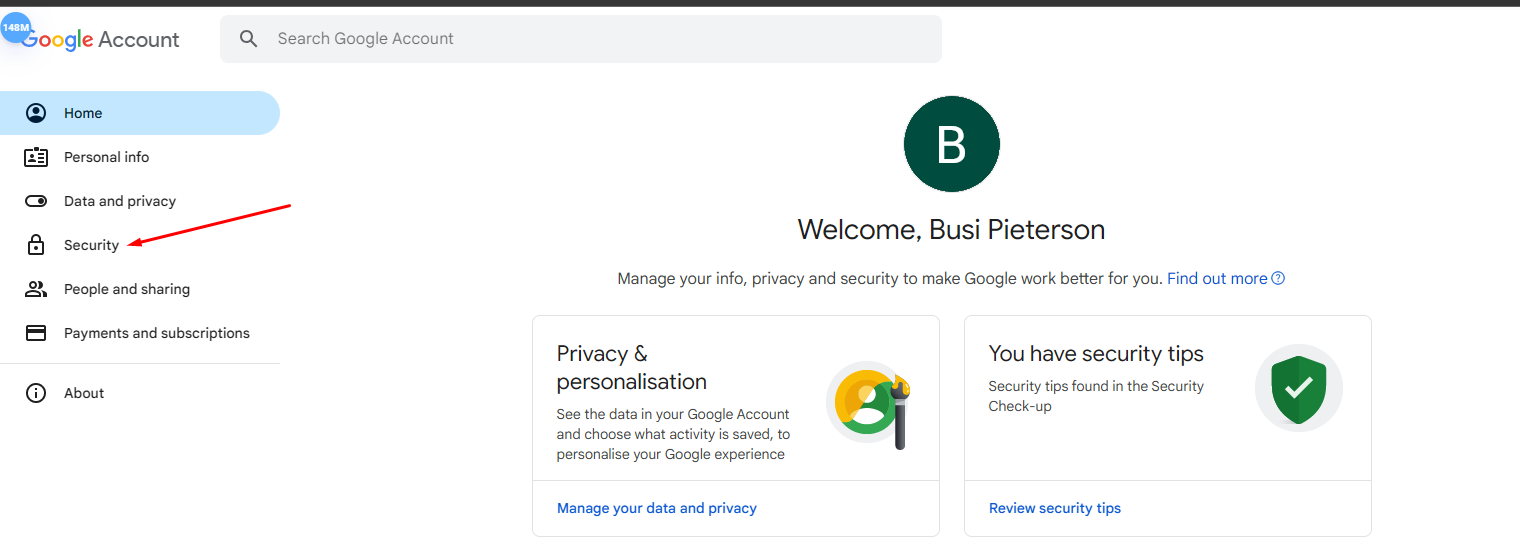 148M
Google Account
Search Google Account
Home
Personal info
Data and privacy
Security
People and sharing
Payments and subscriptions
About
B
Welcome, Busi Pieterson
Manage your info, privacy and security to make Google work better for you. Find out more
Privacy &
personalisation
See the data in your Google Account
and choose what activity is saved, to
personalise your Google experience
Manage your data and privacy
You have security tips
Security tips found in the Security
Check-up
Review security tips